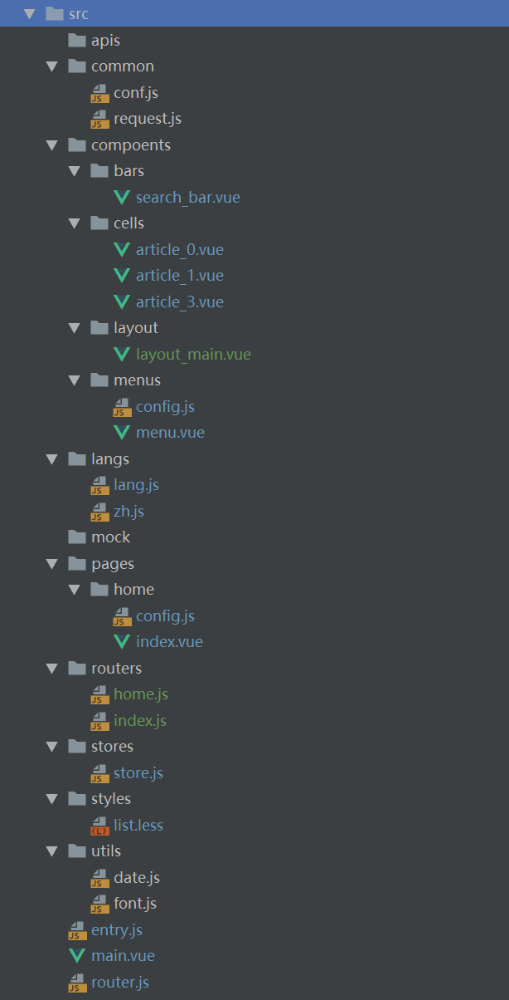 src
apis
common
conf.js
request.js
compoents
bars
search_bar.vue
cells
article_0.vue
article_1.vue
article_3.vue
layout
layout_main.vue
menus
config.js
menu.vue
langs
lang.js
zh.js
mock
pages
home
config.js
index.vue
routers
home.js
index.js
stores
store.js
styles
list.less
utils
date.js
font.js
entry.js
main.vue
router.js